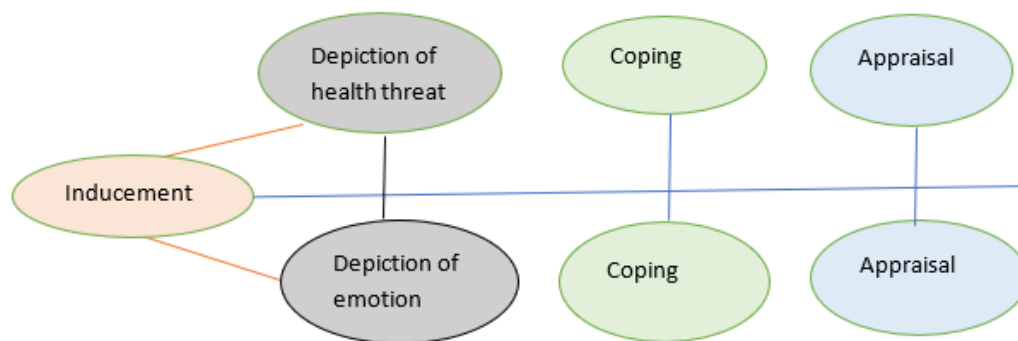 Depiction of
health threat
Coping
Appraisal
Inducement
Depiction of
emotion
Coping
Appraisal